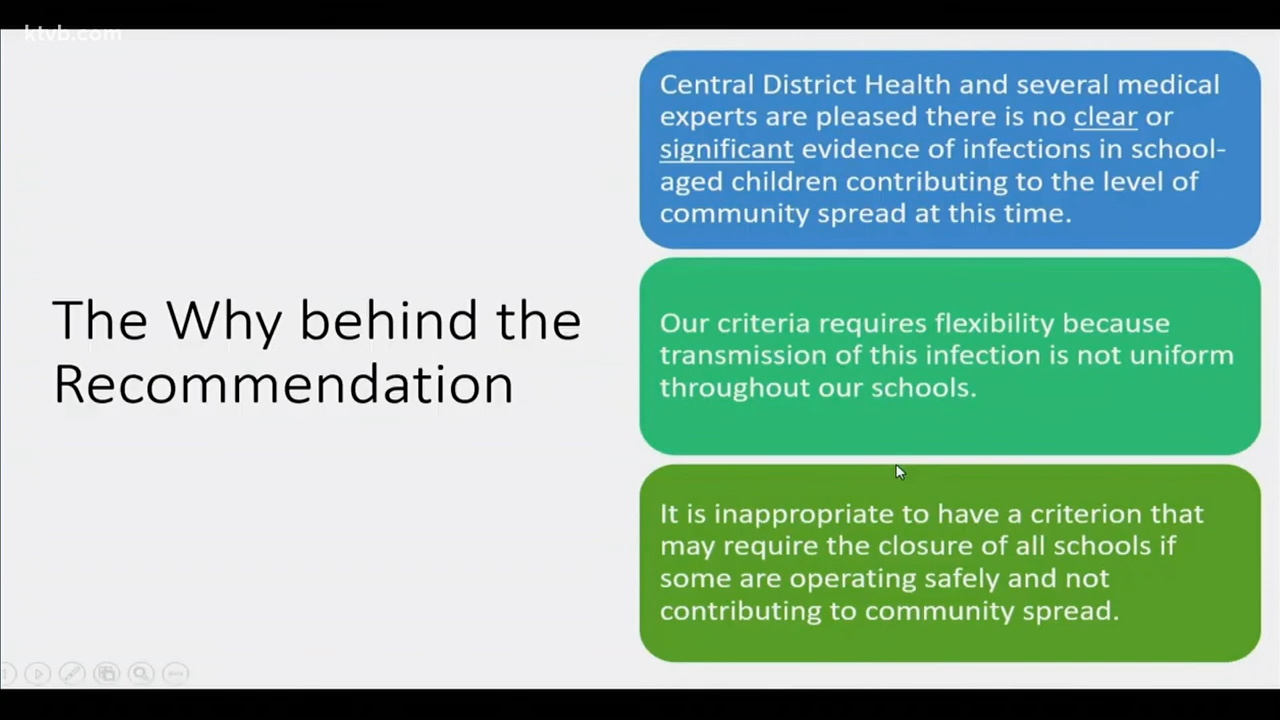 ktvb.com
The Why behind the
Recommendation
Central District Health and several medical
experts are pleased there is no clear or
significant evidence of infections in school-
aged children contributing to the level of
community spread at this time.
Our criteria requires flexibility because
transmission of this infection is not uniform
throughout our schools.
It is inappropriate to have a criterion that
may require the closure of all schools if
some are operating safely and not
contributing to community spread.